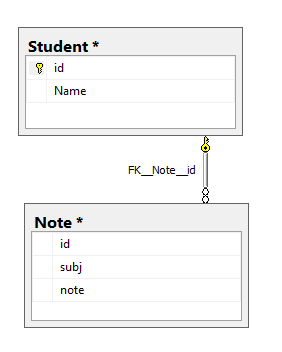 Student *
id
Name
FK__Note__id
Note *
id
subj
note